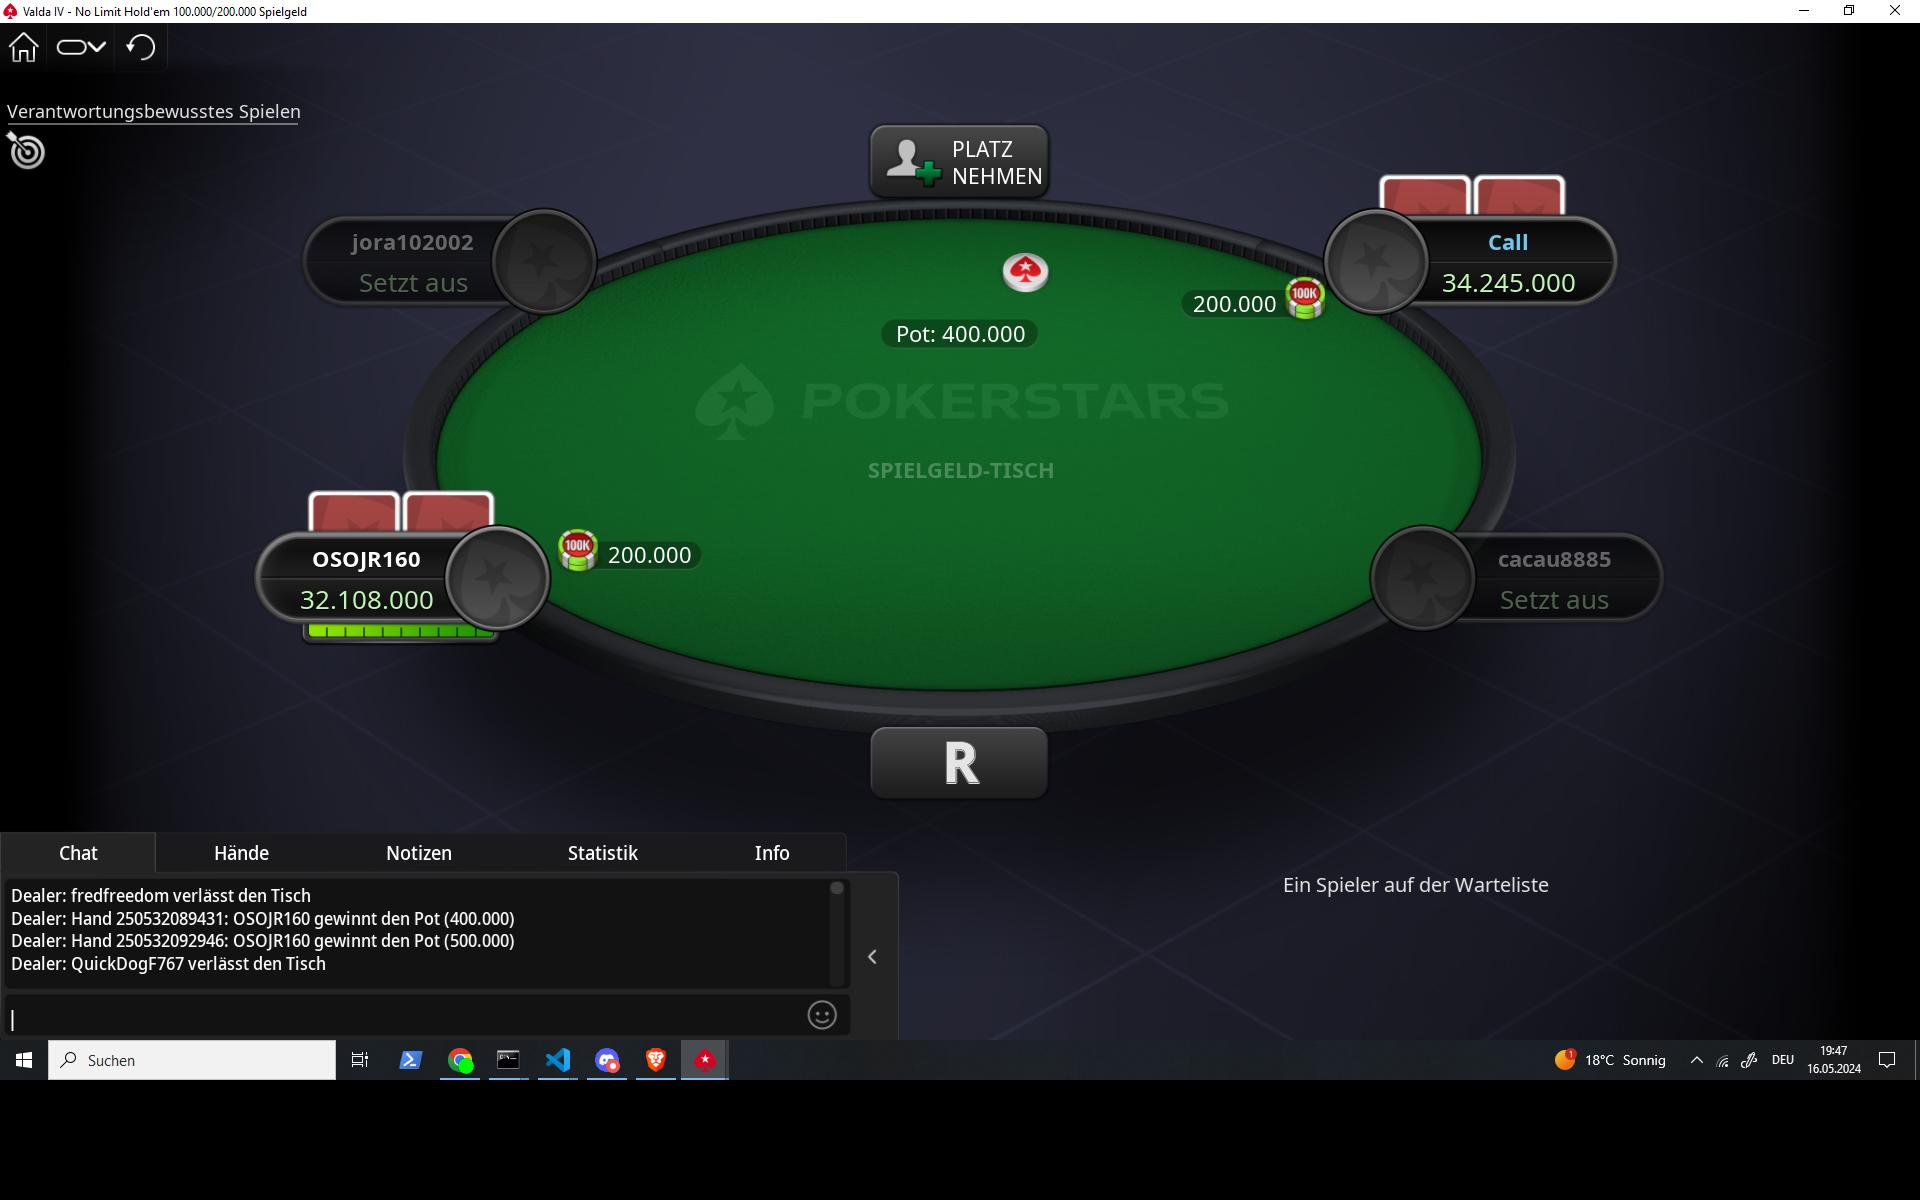 Valda IV - No Limit Hold'em 100.000/200.000 Spielgeld
Verantwortungsbewusstes Spielen
PLATZ
NEHMEN
jora102002
Setzt aus
Call
34.245.000
100K
200.000
Pot: 400.000
POKERSTARS
SPIELGELD-TISCH
OSOJR160
32.108.000
100K
200.000
cacau8885
Setzt aus
R
Chat
Hände
Notizen
Statistik
Info
Dealer: fredfreedom verlässt den Tisch
Dealer: Hand 250532089431: OSOJR160 gewinnt den Pot (400.000)
Dealer: Hand 250532092946: OSOJR160 gewinnt den Pot (500.000)
Dealer: QuickDogF767 verlässt den Tisch
Ein Spieler auf der Warteliste
Suchen
1
18°C Sonnig
DEU
19:47
16.05.2024